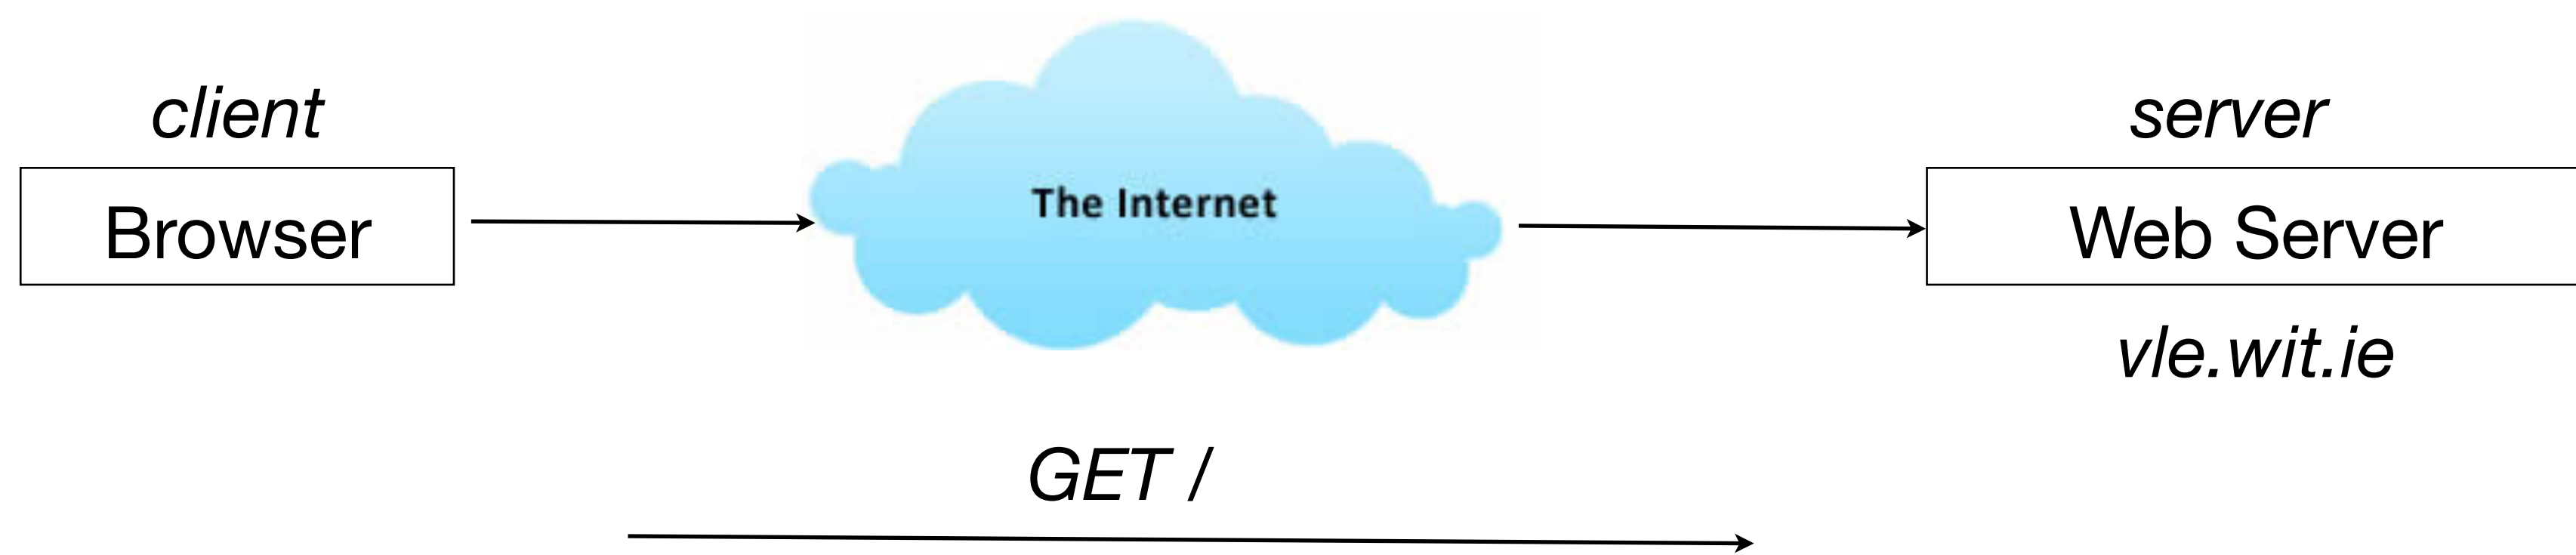 client
server
Browser
The Internet
Web Server
vle.wit.ie
GET /